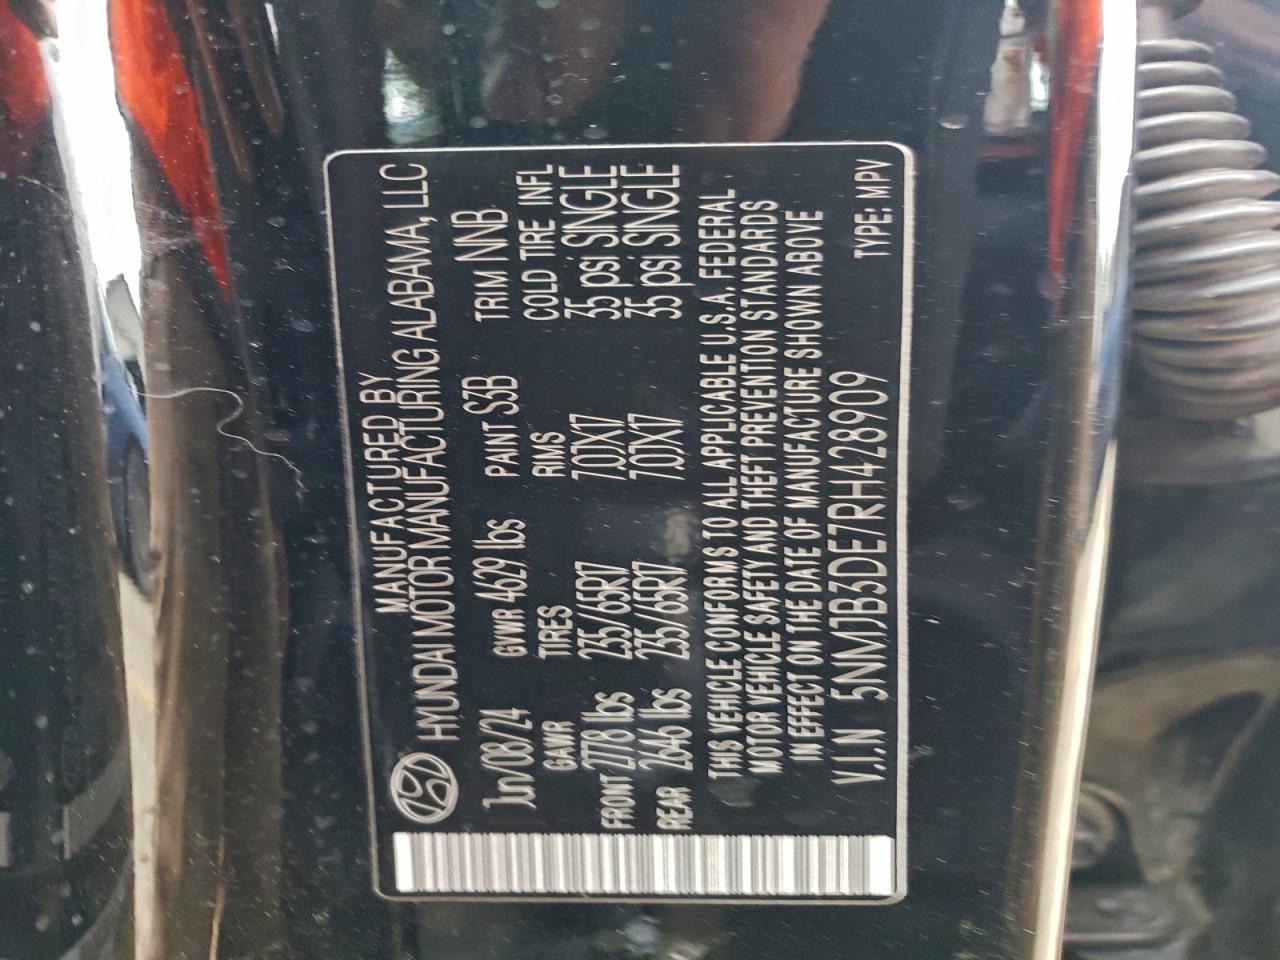 MANUFACTURED BY
HYUNDAI MOTOR MANUFACTURING ALABAMA, LLC
Jun/08/24 GVWR 4629 lbs PAINT S3B TRIM NNB
GAWR TIRES RIMS COLD TIRE INFL
FRONT 2778 lbs 235/65R17 7.0JX17 35 psi SINGLE
REAR 2646 lbs 235/65R17 7.0JX17 35 psi SINGLE
THIS VEHICLE CONFORMS TO ALL APPLICABLE U.S.A. FEDERAL
MOTOR VEHICLE SAFETY AND THEFT PREVENTION STANDARDS
IN EFFECT ON THE DATE OF MANUFACTURE SHOWN ABOVE
V.I.N 5NMJB3DE7RH428909 TYPE: MPV